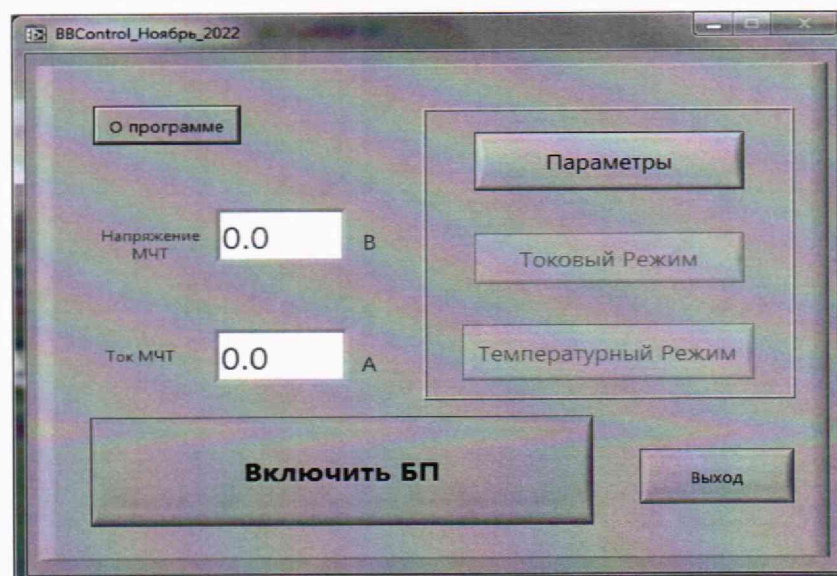 BBControl_Ноябрь_2022
О программе
Параметры
Напряжение
МЧТ
0.0
В
Токовый Режим
Ток МЧТ
0.0
А
Температурный Режим
Включить БП
Выход